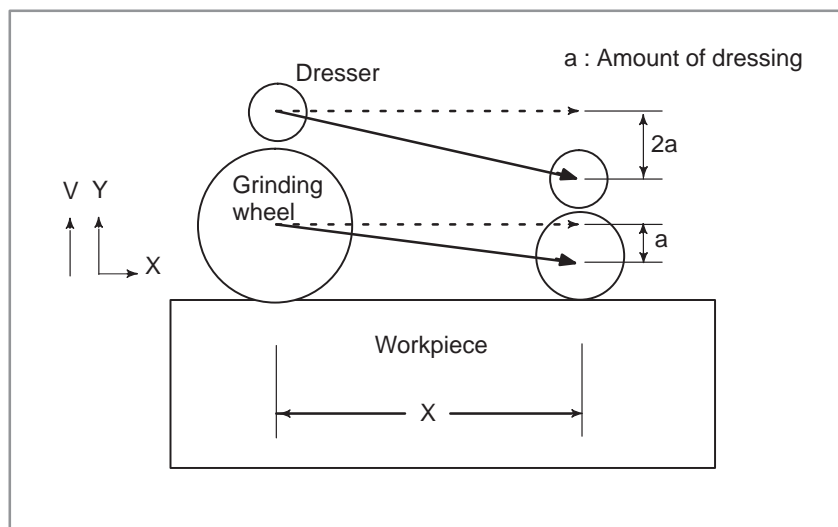 a : Amount of dressing
Dresser
2a
Grinding
wheel
V Y
a
X
Workpiece
X